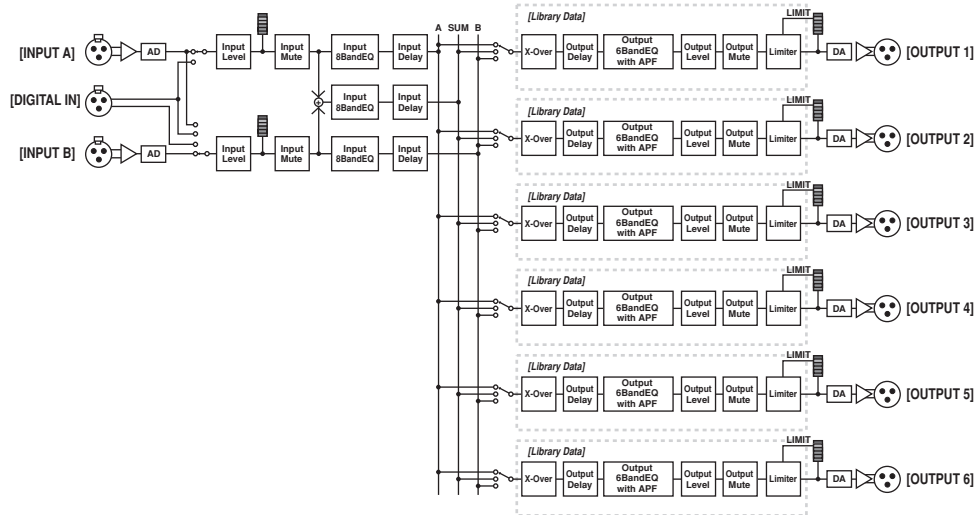 [INPUT A]
AD
Input Level
Input Mute
Input 8BandEQ
Input Delay
[DIGITAL IN]
Input 8BandEQ
Input Delay
[INPUT B]
AD
Input Level
Input Mute
Input 8BandEQ
Input Delay
A SUM B
[Library Data]
LIMIT
X-Over
Output Delay
Output 6BandEQ with APF
Output Level
Output Mute
Limiter
DA
[OUTPUT 1]
[Library Data]
LIMIT
X-Over
Output Delay
Output 6BandEQ with APF
Output Level
Output Mute
Limiter
DA
[OUTPUT 2]
[Library Data]
LIMIT
X-Over
Output Delay
Output 6BandEQ with APF
Output Level
Output Mute
Limiter
DA
[OUTPUT 3]
[Library Data]
LIMIT
X-Over
Output Delay
Output 6BandEQ with APF
Output Level
Output Mute
Limiter
DA
[OUTPUT 4]
[Library Data]
LIMIT
X-Over
Output Delay
Output 6BandEQ with APF
Output Level
Output Mute
Limiter
DA
[OUTPUT 5]
[Library Data]
LIMIT
X-Over
Output Delay
Output 6BandEQ with APF
Output Level
Output Mute
Limiter
DA
[OUTPUT 6]